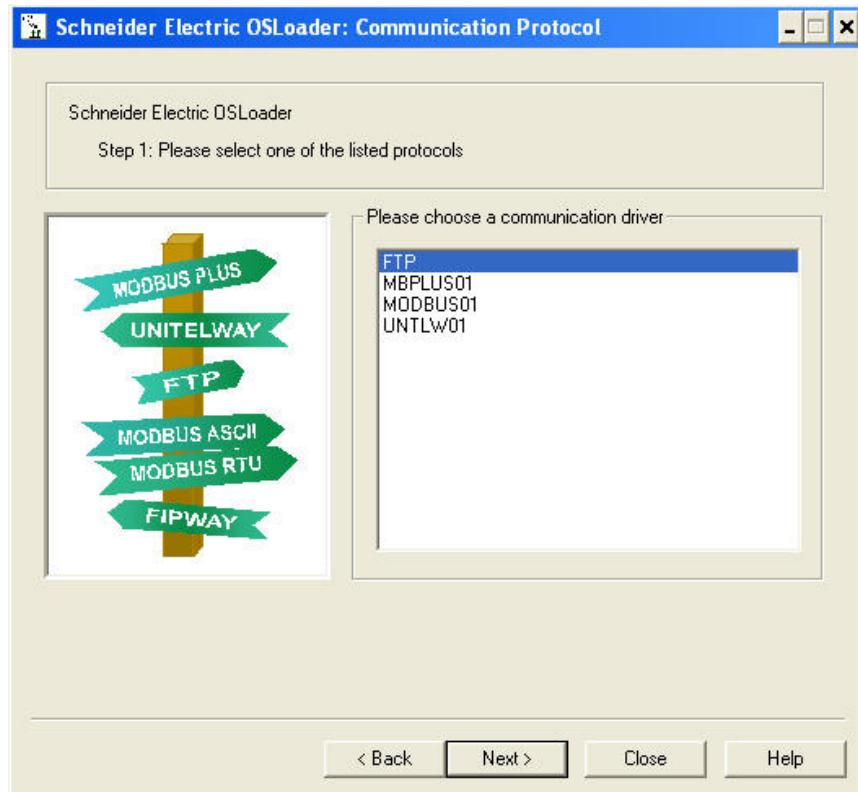 Schneider Electric OSLoader: Communication Protocol
Schneider Electric OSLoader
Step 1: Please select one of the listed protocols
MODBUS PLUS
UNITELWAY
FTP
MODBUS ASCII
MODBUS RTU
FIPWAY
Please choose a communication driver
FTP
MBPLUS01
MODBUS01
UNTLW01
< Back
Next >
Close
Help